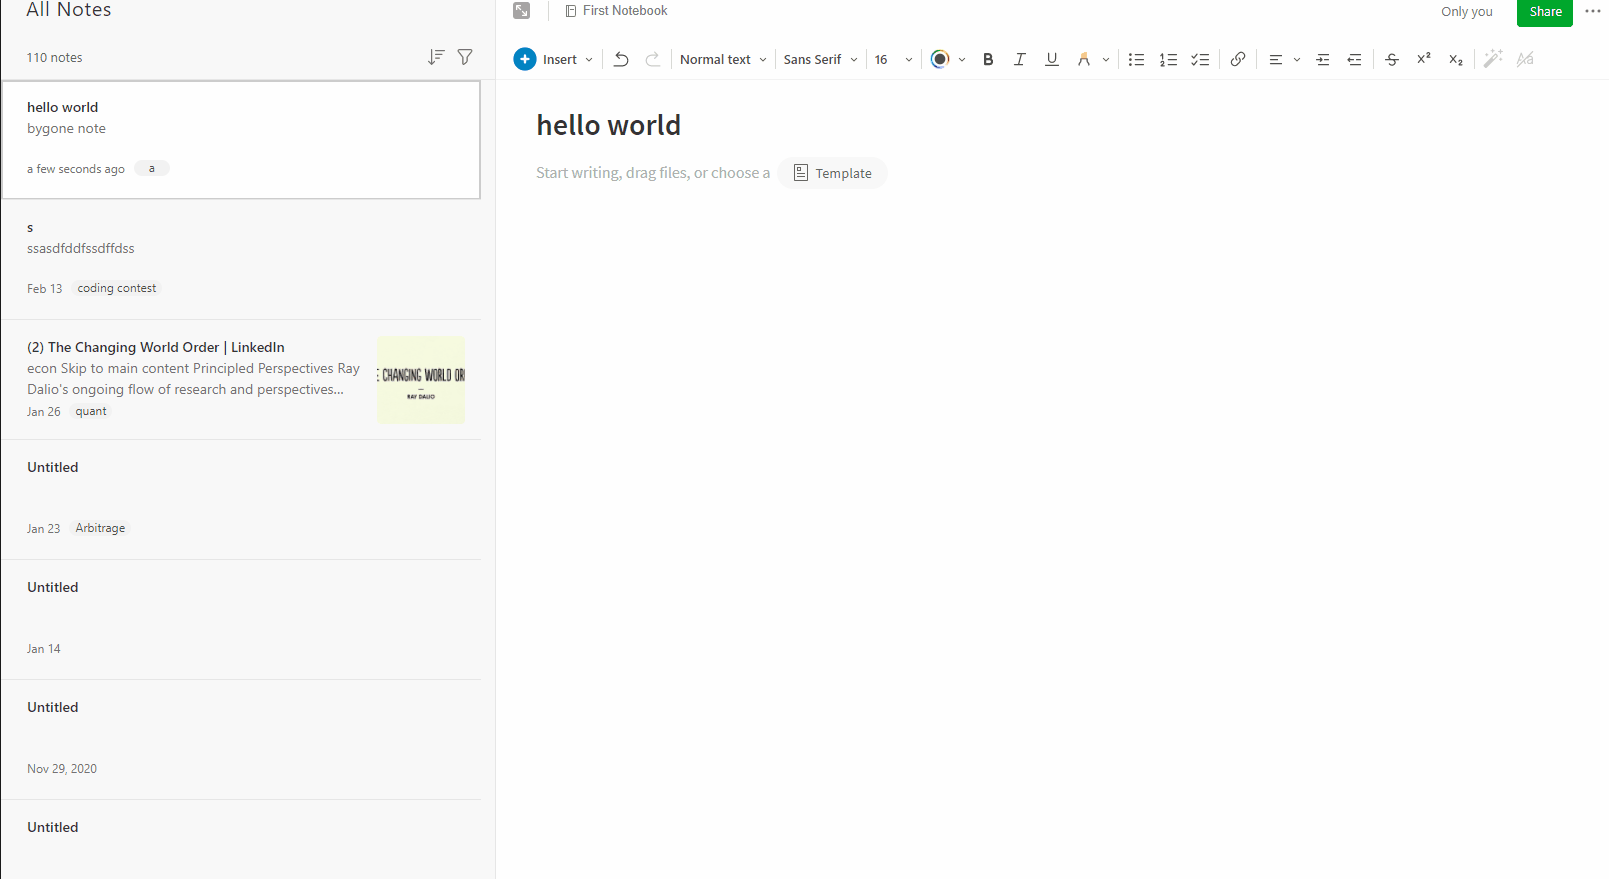 All Notes
110 notes
hello world
bygone note
a few seconds ago a
s
ssasdfddfssdffdss
Feb 13 coding contest
(2) The Changing World Order | LinkedIn
econ Skip to main content Principled Perspectives Ray
Dalio's ongoing flow of research and perspectives...
Jan 26 quant
E CHANGING WORLD OR
RAY DALIO
Untitled
Jan 23 Arbitrage
Untitled
Jan 14
Untitled
Nov 29, 2020
Untitled
First Notebook
Only you
Share
Insert Normal text Sans Serif 16 B I U A S X² X₂ Aa
hello world
Start writing, drag files, or choose a Template